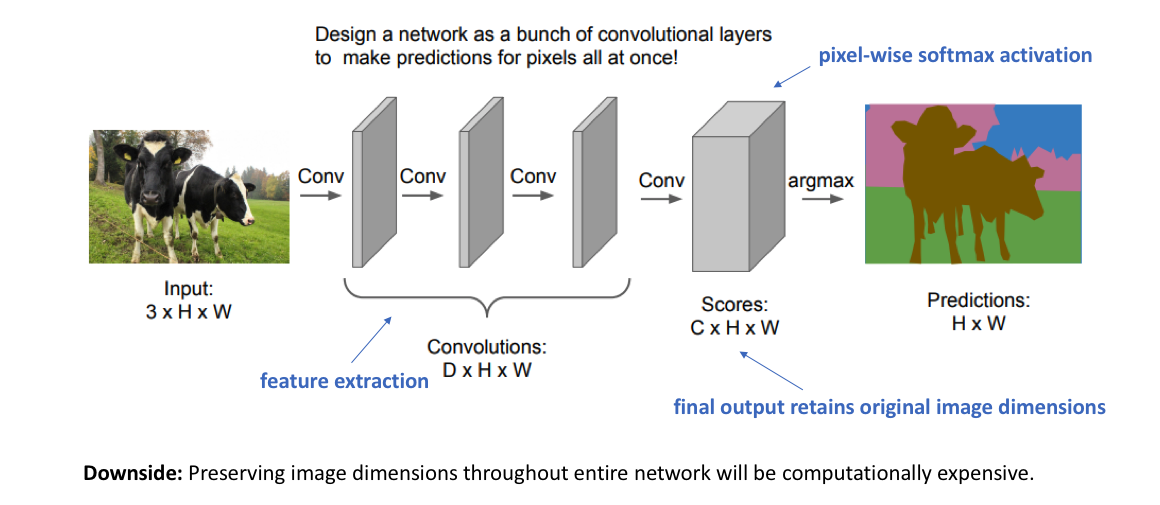 Design a network as a bunch of convolutional layers
to make predictions for pixels all at once!
pixel-wise softmax activation
Conv
Conv
Conv
Conv
argmax
Input:
3 x H x W
Convolutions:
D x H x W
Scores:
C x H x W
Predictions:
H x W
feature extraction
final output retains original image dimensions
Downside: Preserving image dimensions throughout entire network will be computationally expensive.